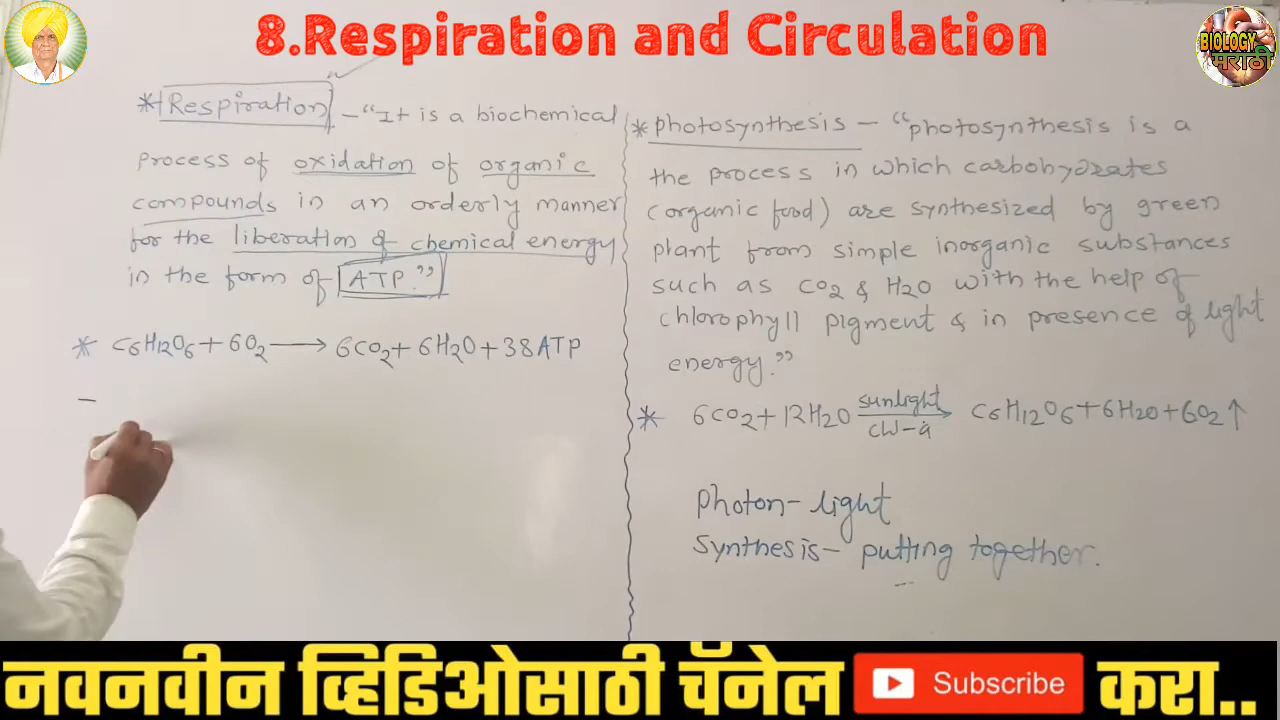 8.Respiration and Circulation
BIOLOGY
मराठी
* Respiration - "It is a biochemical
process of oxidation of organic
compounds in an orderly manner
for the liberation of chemical energy
in the form of ATP."
* C6H12O6 + 6O2 → 6CO2 + 6H2O + 38ATP
-
* photosynthesis - "photosynthesis is a
the process in which carbohydrates
(organic food) are synthesized by green
plant from simple inorganic substances
such as CO2 & H2O with the help of
chlorophyll pigment & in presence of light
energy."
* 6CO2 + 12H2O sunlight → C6H12O6 + 6H2O + 6O2 ↑
Photon - light
Synthesis - putting together.
नवनवीन व्हिडिओसाठी चॅनेल Subscribe करा..